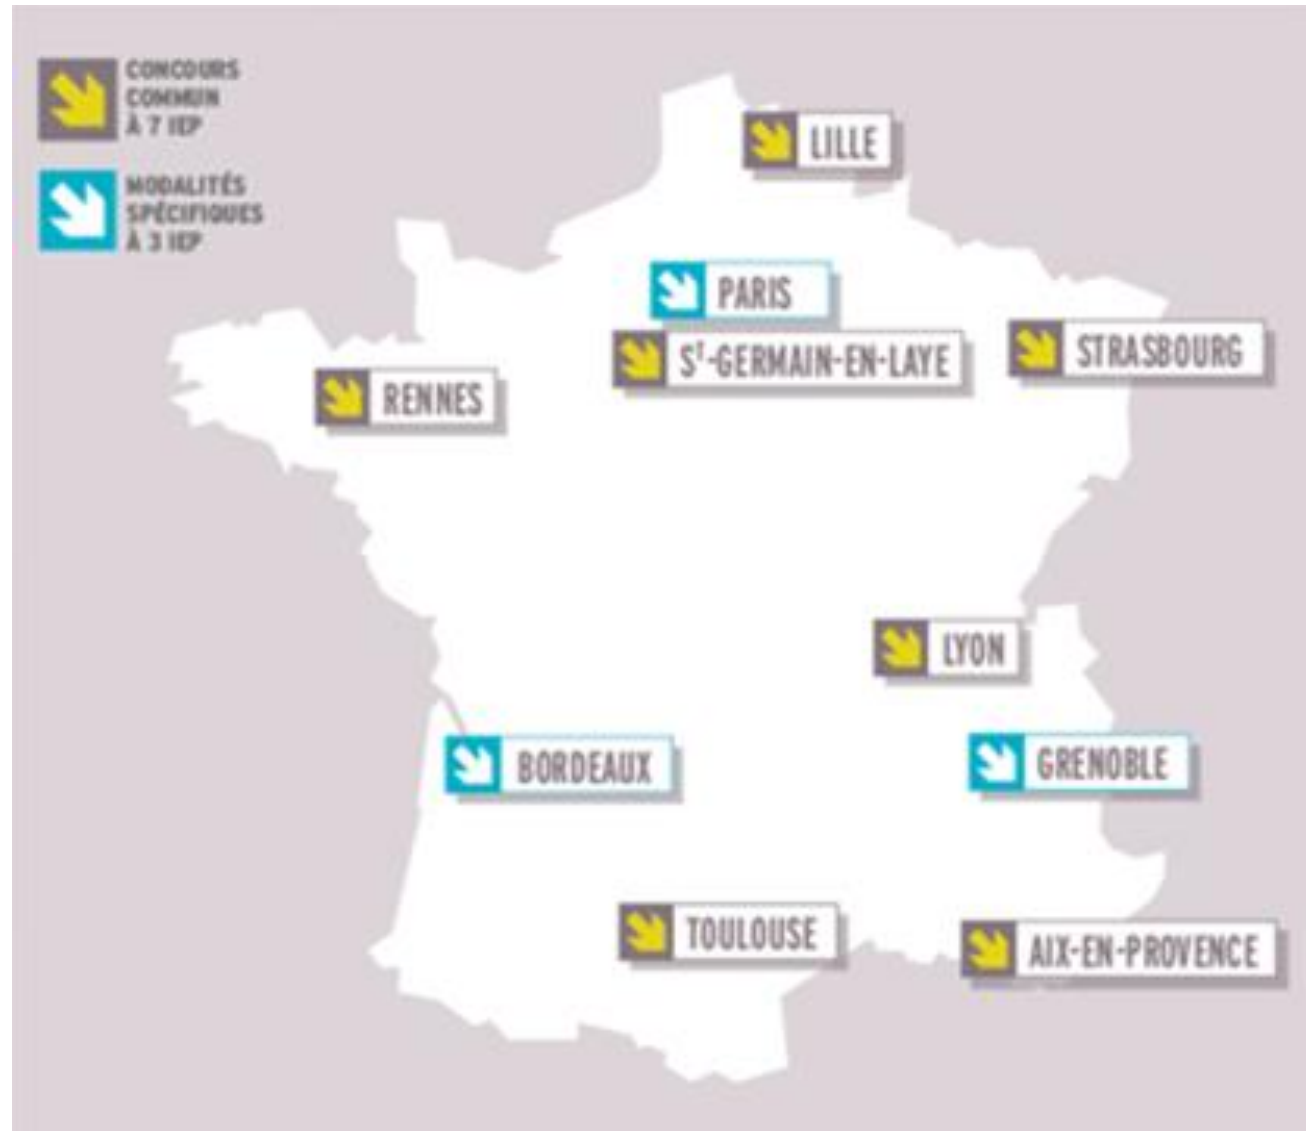 CONCOURS
COMMUN
À 7 IEP
MODALITÉS
SPÉCIFIQUES
À 3 IEP
LILLE
PARIS
ST-GERMAIN-EN-LAYE
STRASBOURG
RENNES
LYON
BORDEAUX
GRENOBLE
TOULOUSE
AIX-EN-PROVENCE